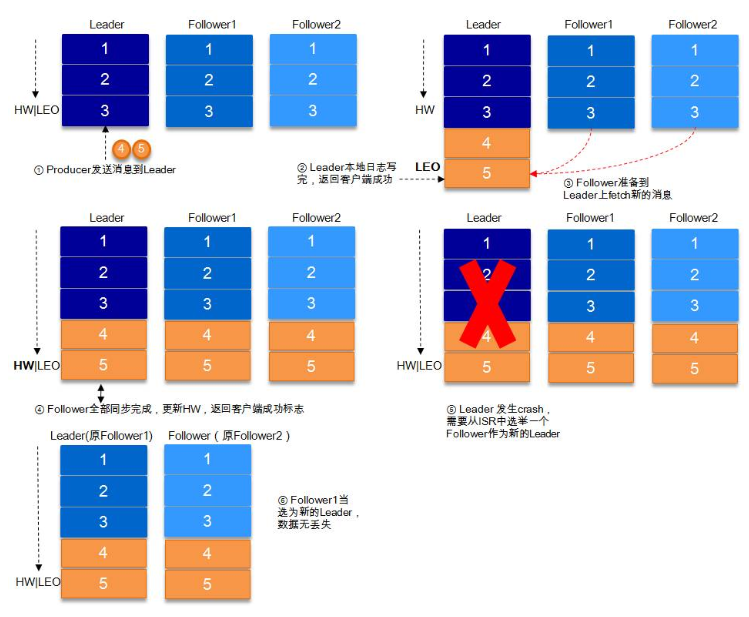 Leader Follower1 Follower2
1 1 1
2 2 2
HW|LEO 3 3 3
4 5
① Producer发送消息到Leader
Leader Follower1 Follower2
1 1 1
2 2 2
HW 3 3 3
4
LEO 5
② Leader本地日志写
完，返回客户端成功
③ Follower准备到
Leader上fetch新的消息
Leader Follower1 Follower2
1 1 1
2 2 2
3 3 3
4 4 4
HW|LEO 5 5 5
④ Follower全部同步完成，更新HW，返回客户端成功标志
Leader Follower1 Follower2
1 1 1
2 2 2
3 3
4 4 4
HW|LEO 5 5 5
⑤ Leader 发生crash，
需要从ISR中选举一个
Follower作为新的Leader
Leader(原Follower1) Follower（原Follower2）
1 1
2 2
3 3
4 4
HW|LEO 5 5
⑥ Follower1当
选为新的Leader，
数据无丢失